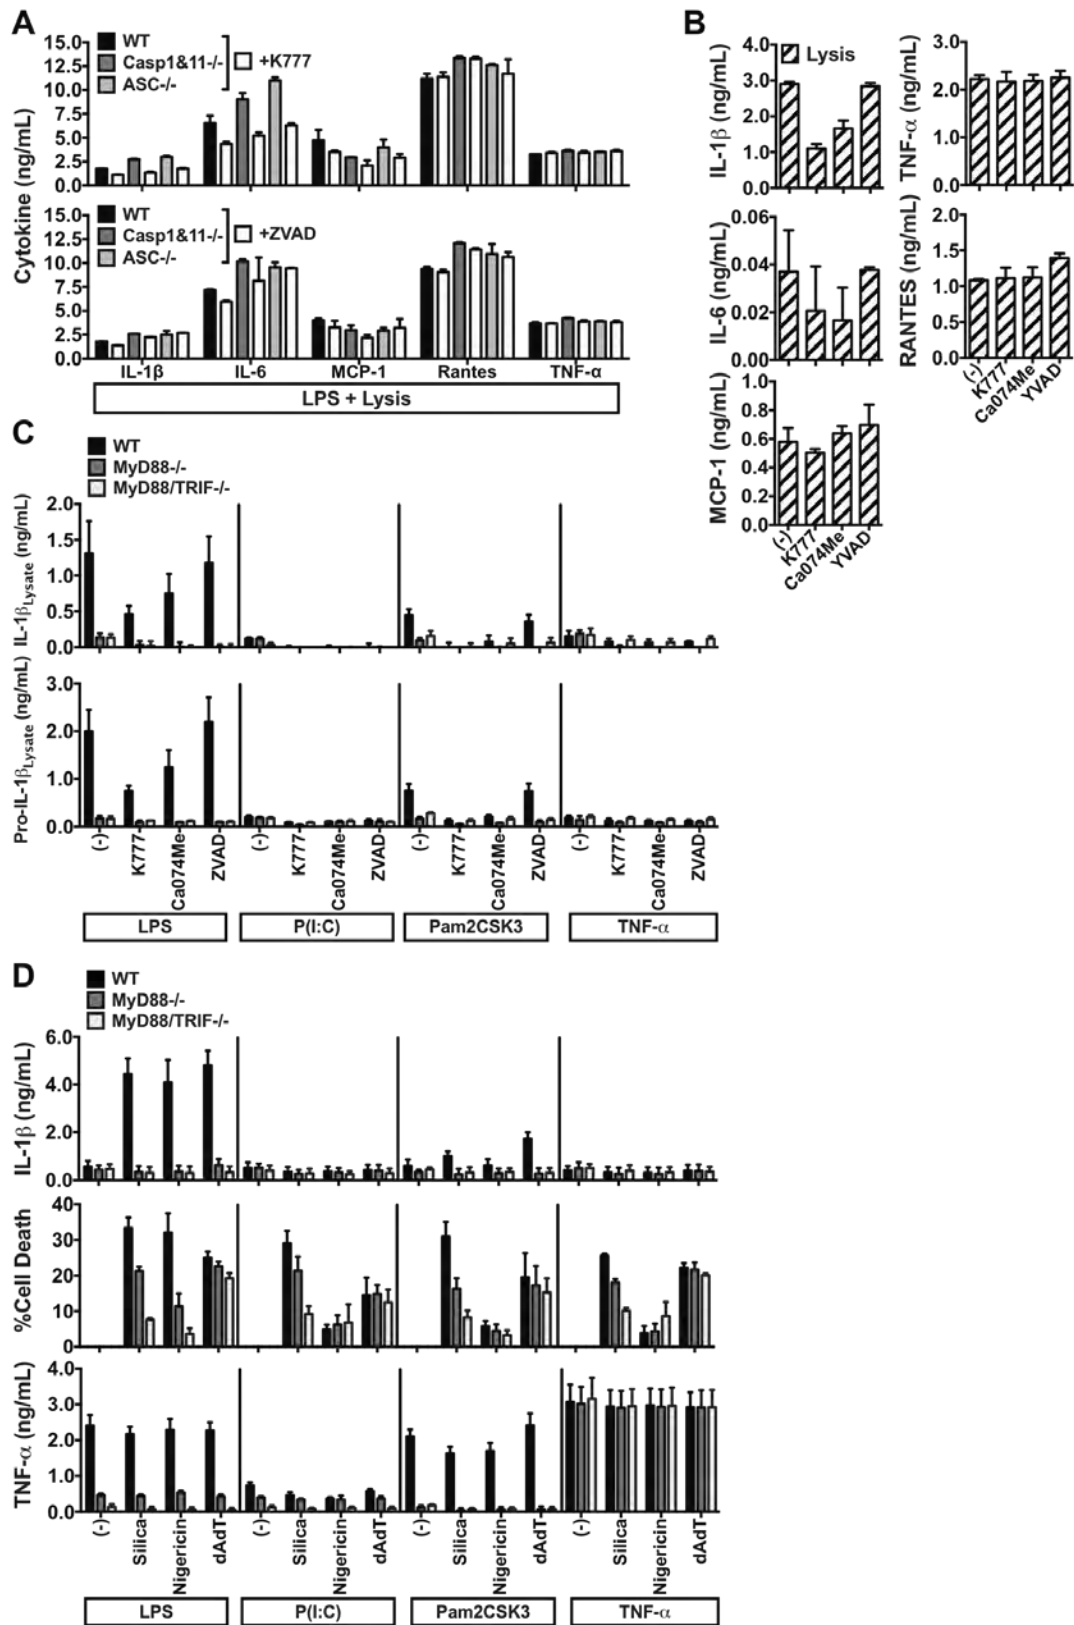 A
Cytokine (ng/mL)
15.0
12.5
10.0
7.5
5.0
2.5
0.0
WT
Casp1&11-/-
ASC-/-
+K777
15.0
12.5
10.0
7.5
5.0
2.5
0.0
WT
Casp1&11-/-
ASC-/-
+ZVAD
IL-1β IL-6 MCP-1 Rantes TNF-α
LPS + Lysis
B
IL-1β (ng/mL)
4.0
3.0
2.0
1.0
0.0
Lysis
TNF-α (ng/mL)
3.0
2.0
1.0
0.0
IL-6 (ng/mL)
0.06
0.04
0.02
0.00
RANTES (ng/mL)
2.0
1.5
1.0
0.5
0.0
(-) K777 Ca074Me YVAD
MCP-1 (ng/mL)
1.0
0.8
0.6
0.4
0.2
0.0
(-) K777 Ca074Me YVAD
C
WT
MyD88-/-
MyD88/TRIF-/-
IL-1βLysate (ng/mL)
2.0
1.5
1.0
0.5
0.0
Pro-IL-1βLysate (ng/mL)
3.0
2.0
1.0
0.0
(-) K777 Ca074Me ZVAD (-) K777 Ca074Me ZVAD (-) K777 Ca074Me ZVAD (-) K777 Ca074Me ZVAD
LPS P(I:C) Pam2CSK3 TNF-α
D
WT
MyD88-/-
MyD88/TRIF-/-
IL-1β (ng/mL)
6.0
4.0
2.0
0.0
%Cell Death
40
30
20
10
0
TNF-α (ng/mL)
4.0
3.0
2.0
1.0
0.0
(-) Silica Nigericin dAdT (-) Silica Nigericin dAdT (-) Silica Nigericin dAdT (-) Silica Nigericin dAdT
LPS P(I:C) Pam2CSK3 TNF-α